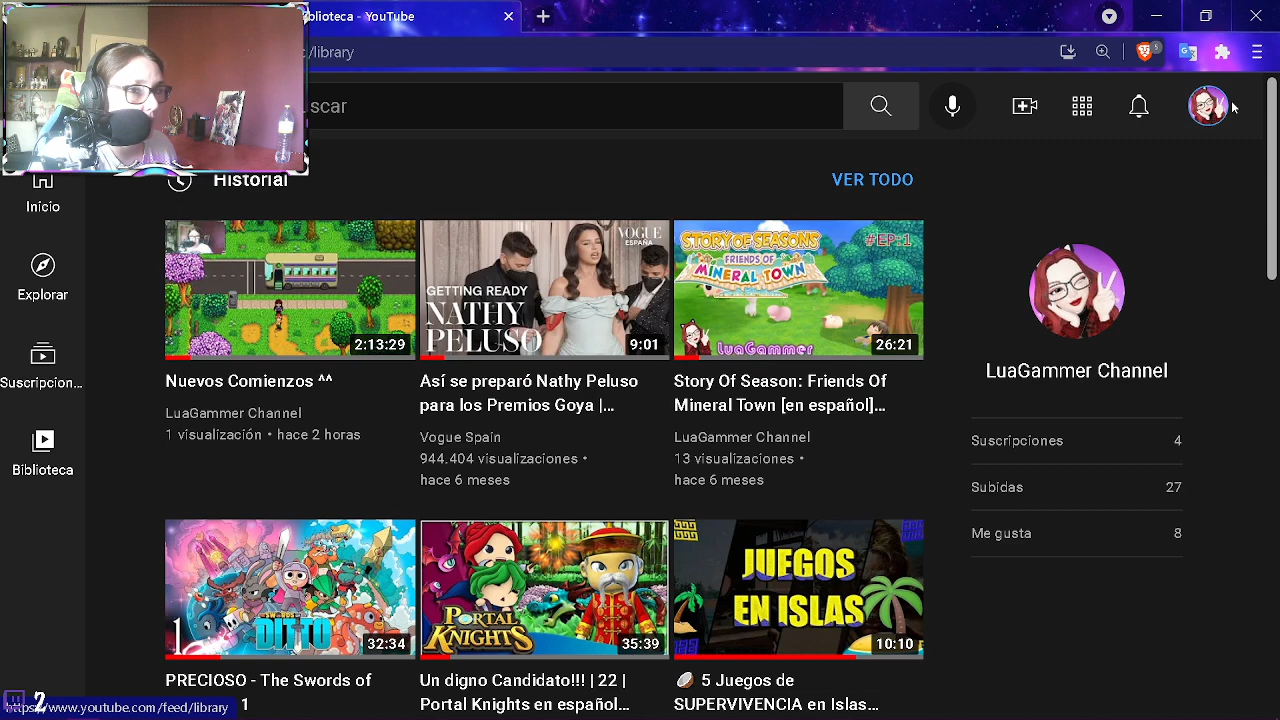 iblioteca - YouTube
d/library
5
scar
Historial
VER TODO
Inicio
Explorar
Suscripcion...
Biblioteca
2:13:29
VOGUE
ESPAÑA
GETTING READY
NATHY
PELUSO
9:01
STORY OF SEASONS
FRIENDS OF
MINERAL TOWN
#EP:1
LuaGammer
26:21
Nuevos Comienzos ^^
LuaGammer Channel
1 visualización • hace 2 horas
Así se preparó Nathy Peluso
para los Premios Goya |...
Vogue Spain
944.404 visualizaciones •
hace 6 meses
Story Of Season: Friends Of
Mineral Town [en español]...
LuaGammer Channel
13 visualizaciones •
hace 6 meses
LuaGammer Channel
Suscripciones 4
Subidas 27
Me gusta 8
DITTO
32:34
PORTAL
KNIGHTS
35:39
JUEGOS
EN ISLAS
10:10
PRECIOSO - The Swords of
1
Un digno Candidato!!! | 22 |
Portal Knights en español...
5 Juegos de
SUPERVIVENCIA en Islas...
2
https://www.youtube.com/feed/library